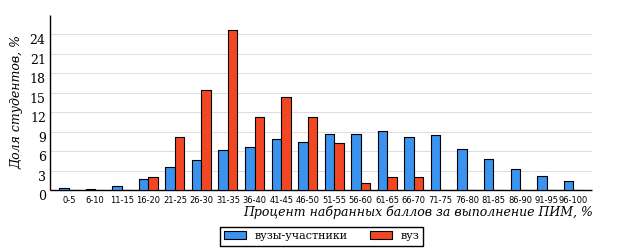 Доля студентов, %
24
21
18
15
12
9
6
3
0
0-5 6-10 11-15 16-20 21-25 26-30 31-35 36-40 41-45 46-50 51-55 56-60 61-65 66-70 71-75 76-80 81-85 86-90 91-95 96-100
Процент набранных баллов за выполнение ПИМ, %
вузы-участники вуз